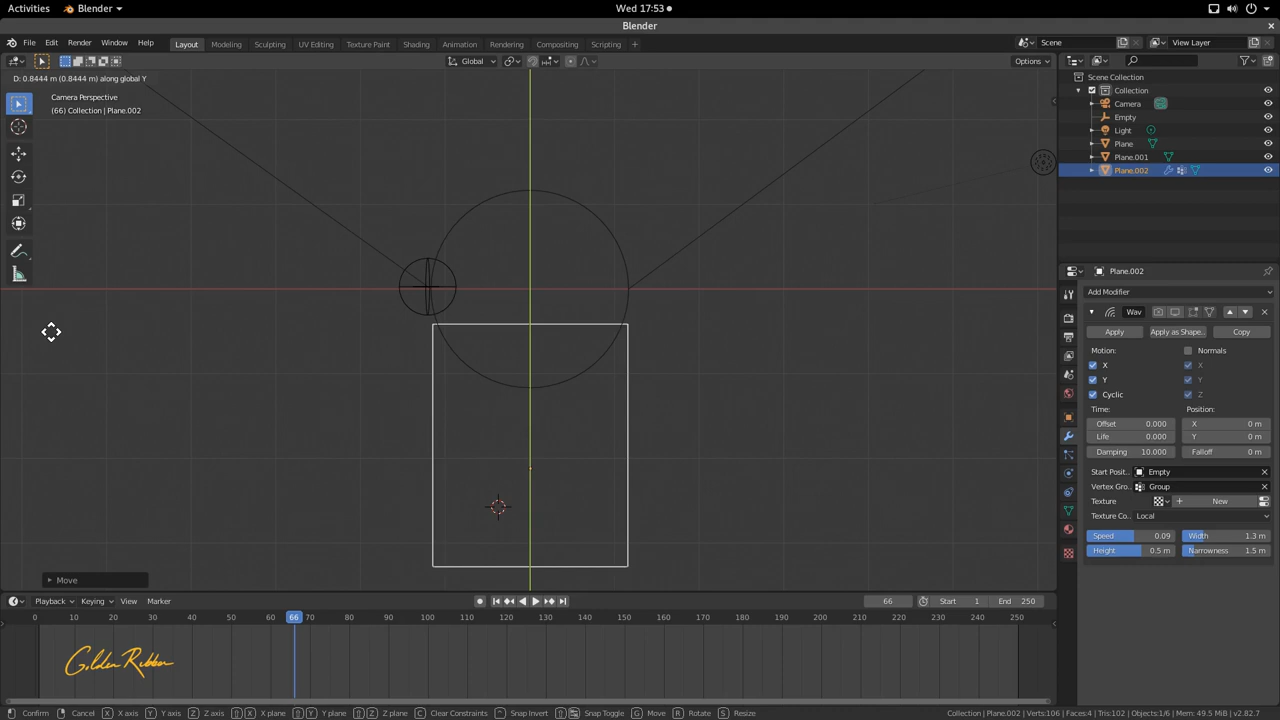 Activities
Blender
Wed 17:53
Blender
File Edit Render Window Help
Layout Modeling Sculpting UV Editing Texture Paint Shading Animation Rendering Compositing Scripting +
Scene
View Layer
Global
Options
D: 0.8444 m (0.8444 m) along global Y
Camera Perspective
(66) Collection | Plane.002
Move
Scene Collection
Collection
Camera
Empty
Light
Plane
Plane.001
Plane.002
Plane.002
Add Modifier
Wav
Apply Apply as Shape.. Copy
Motion: Normals
X X
Y Y
Cyclic Z
Time: Position:
Offset 0.000 X 0 m
Life 0.000 Y 0 m
Damping 10.000 Falloff 0 m
Start Posit.. Empty
Vertex Gro.. Group
Texture New
Texture Co.. Local
Speed 0.09 Width 1.3 m
Height 0.5 m Narrowness 1.5 m
Playback Keying View Marker
66 Start 1 End 250
0 10 20 30 40 50 60 66 70 80 90 100 110 120 130 140 150 160 170 180 190 200 210 220 230 240 250
Golden Ribbon
Confirm Cancel X X axis Y Y axis Z Z axis X X plane Y Y plane Z Z plane C Clear Constraints Snap Invert Snap Toggle G Move R Rotate S Resize
Collection | Plane.002 | Verts:106 | Faces:4 | Tris:102 | Objects:1/6 | Mem: 49.5 MiB | v2.82.7